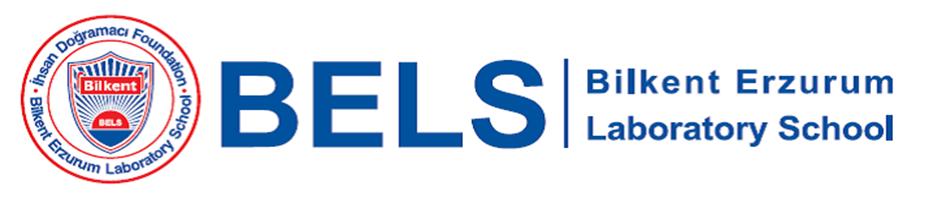 İhsan Doğramacı Foundation
Bilkent Erzurum Laboratory School
Bilkent
BELS
BELS
Bilkent Erzurum
Laboratory School